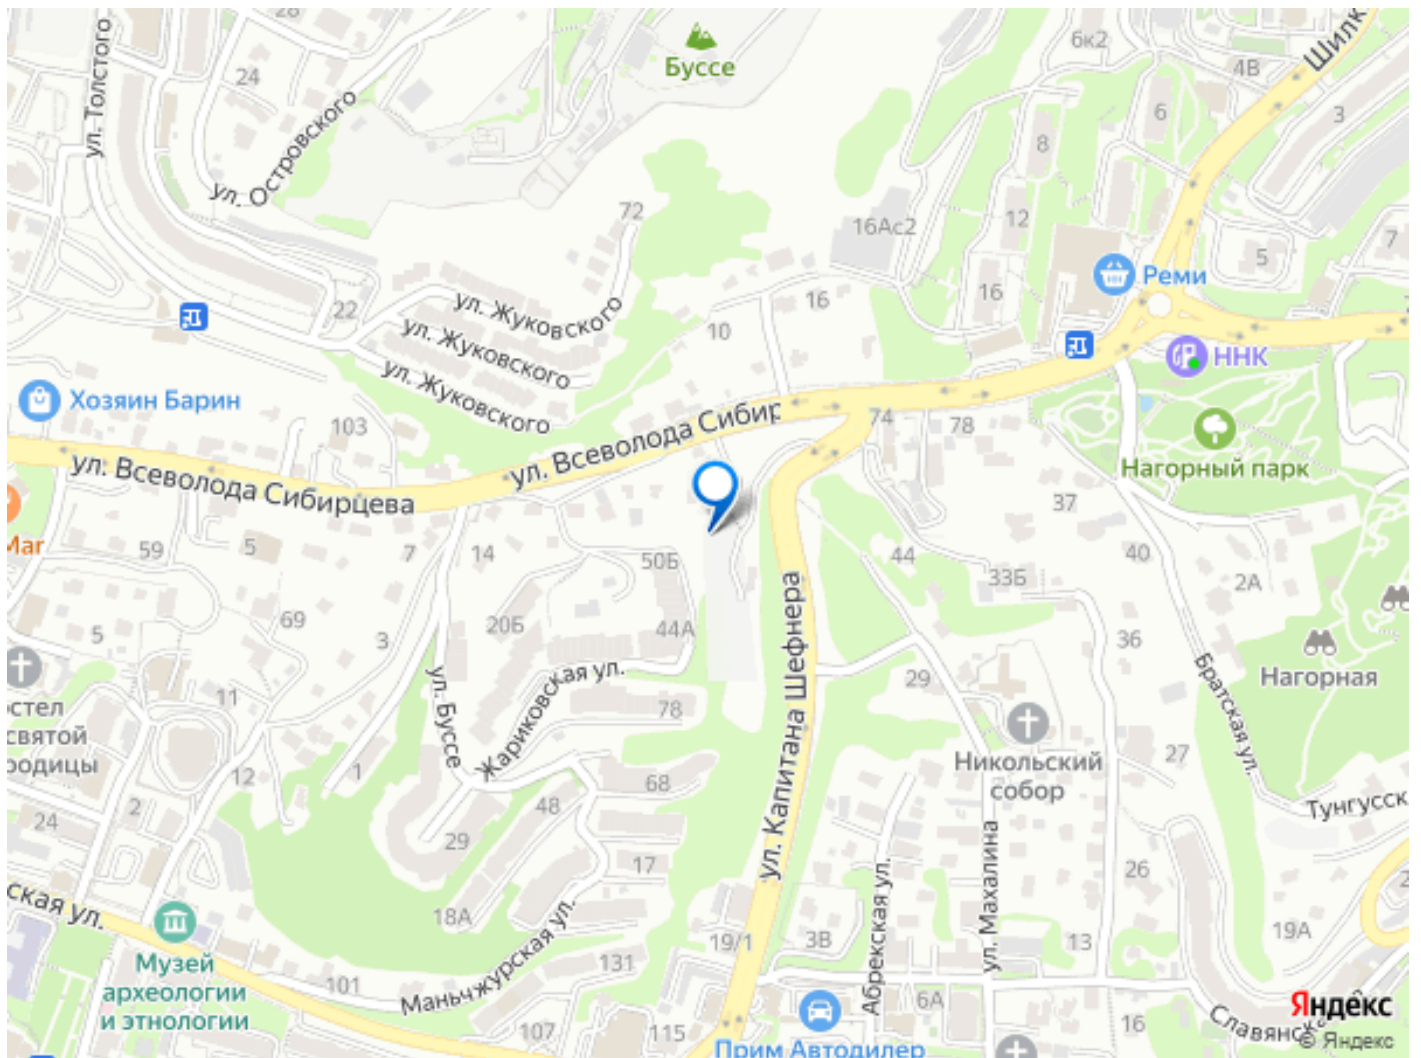 28
6к2
Шилк
Буссе
4В
24
ул. Толстого
6
3
ул. Островского
8
72
12
16Ас2
7
5
Реми
16
16
22
ул. Жуковского
10
ул. Жуковского
ННК
ул. Жуковского
Хозяин Барин
103
ул. Всеволода Сибир
74
78
Нагорный парк
ул. Всеволода Сибирцева
37
Маг
59
5
7
14
50Б
44
40
33Б
2А
69
20Б
44А
3
5
36
ул. Капитана Шефнера
29
Нагорная
11
Жариковская ул.
ул. Буссе
78
Братская ул.
остел
святой
родицы
Никольский
собор
27
1
12
68
2
48
Тунгусск
24
29
17
26
ул. Махалина
Абрекская ул.
ская ул.
18А
19/1
3В
13
19А
Музей
археологии
и этнологии
131
101
Маньчжурская ул.
6А
107
115
16
Славянска
Яндекс
© Яндекс
Прим Автодилер